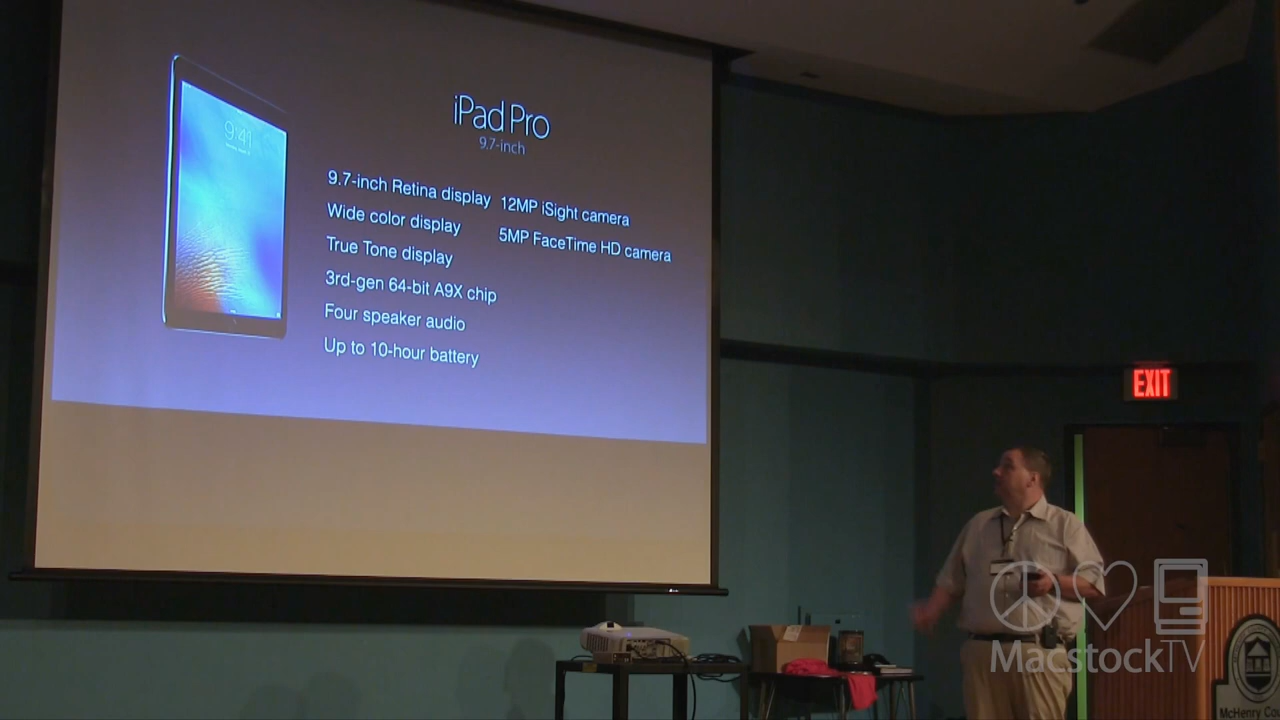 iPad Pro
9.7-inch
9:41
9.7-inch Retina display
Wide color display
True Tone display
3rd-gen 64-bit A9X chip
Four speaker audio
Up to 10-hour battery
12MP iSight camera
5MP FaceTime HD camera
EXIT
MacstockTV
McHenry Cou